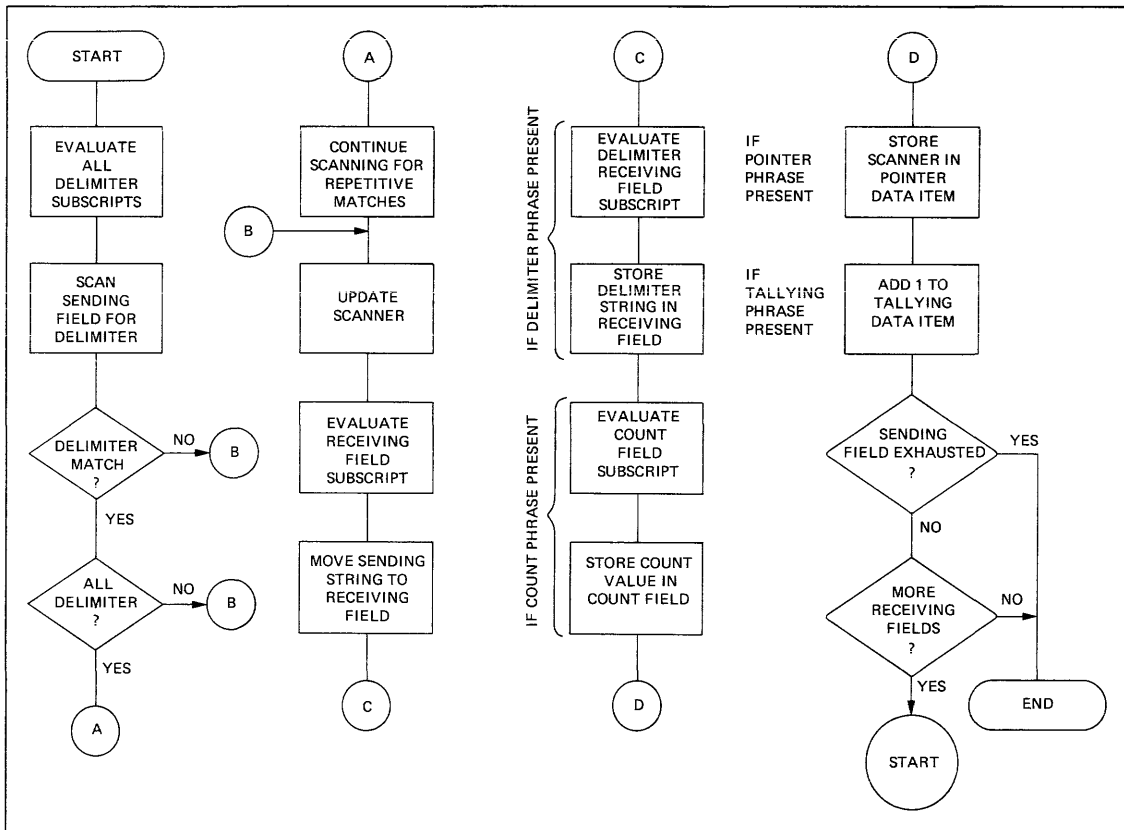 START
EVALUATE
ALL
DELIMITER
SUBSCRIPTS
SCAN
SENDING
FIELD FOR
DELIMITER
DELIMITER
MATCH
?
NO
B
YES
ALL
DELIMITER
?
NO
B
YES
A
A
CONTINUE
SCANNING FOR
REPETITIVE
MATCHES
B
UPDATE
SCANNER
EVALUATE
RECEIVING
FIELD
SUBSCRIPT
MOVE SENDING
STRING TO
RECEIVING
FIELD
C
C
IF DELIMITER PHRASE PRESENT
EVALUATE
DELIMITER
RECEIVING
FIELD
SUBSCRIPT
STORE
DELIMITER
STRING IN
RECEIVING
FIELD
IF COUNT PHRASE PRESENT
EVALUATE
COUNT
FIELD
SUBSCRIPT
STORE COUNT
VALUE IN
COUNT FIELD
D
D
IF
POINTER
PHRASE
PRESENT
STORE
SCANNER IN
POINTER
DATA ITEM
IF
TALLYING
PHRASE
PRESENT
ADD 1 TO
TALLYING
DATA ITEM
SENDING
FIELD EXHAUSTED
?
YES
NO
MORE
RECEIVING
FIELDS
?
NO
YES
END
START